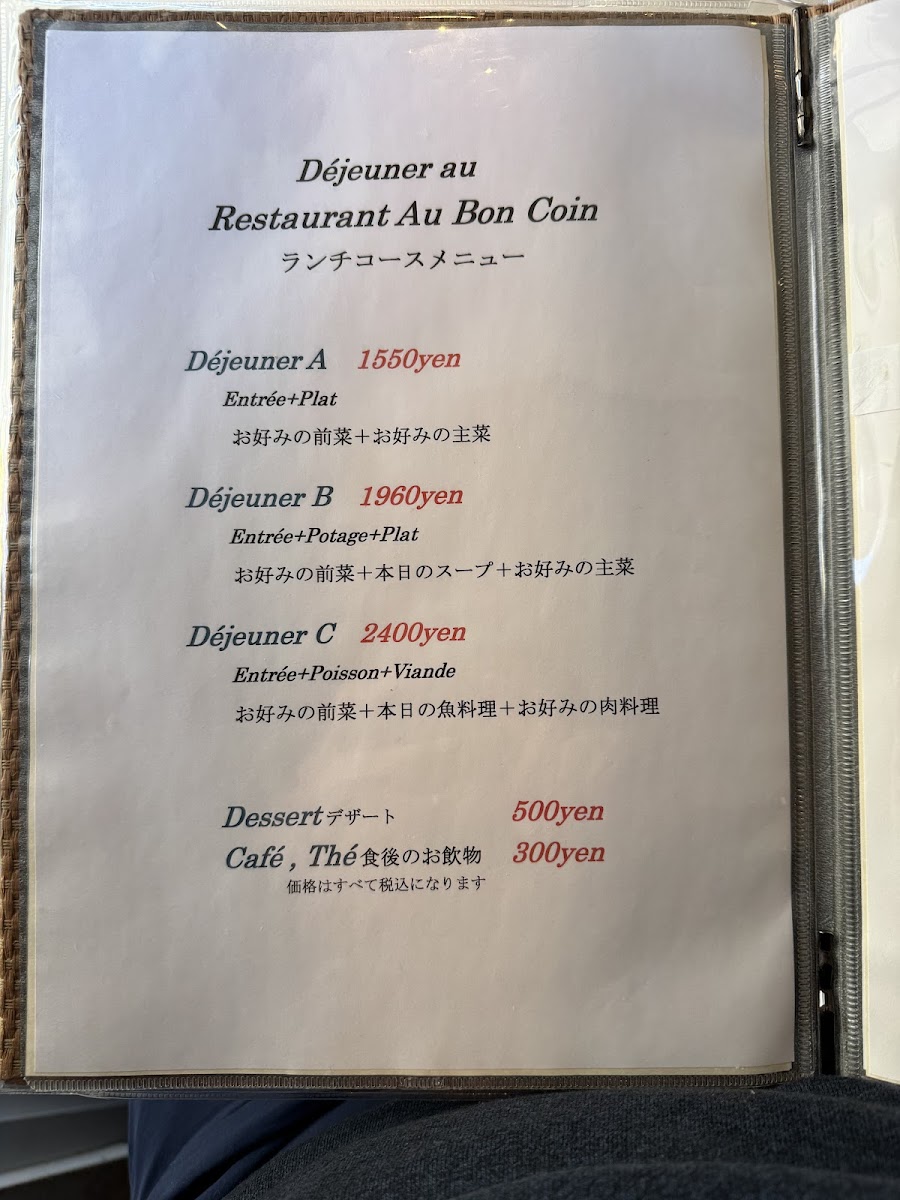 Déjeuner au
Restaurant Au Bon Coin
ランチコースメニュー
Déjeuner A 1550yen
Entrée+Plat
お好みの前菜＋お好みの主菜
Déjeuner B 1960yen
Entrée+Potage+Plat
お好みの前菜＋本日のスープ＋お好みの主菜
Déjeuner C 2400yen
Entrée+Poisson+Viande
お好みの前菜＋本日の魚料理＋お好みの肉料理
Dessert デザート 500yen
Café , Thé 食後のお飲物 300yen
価格はすべて税込になります